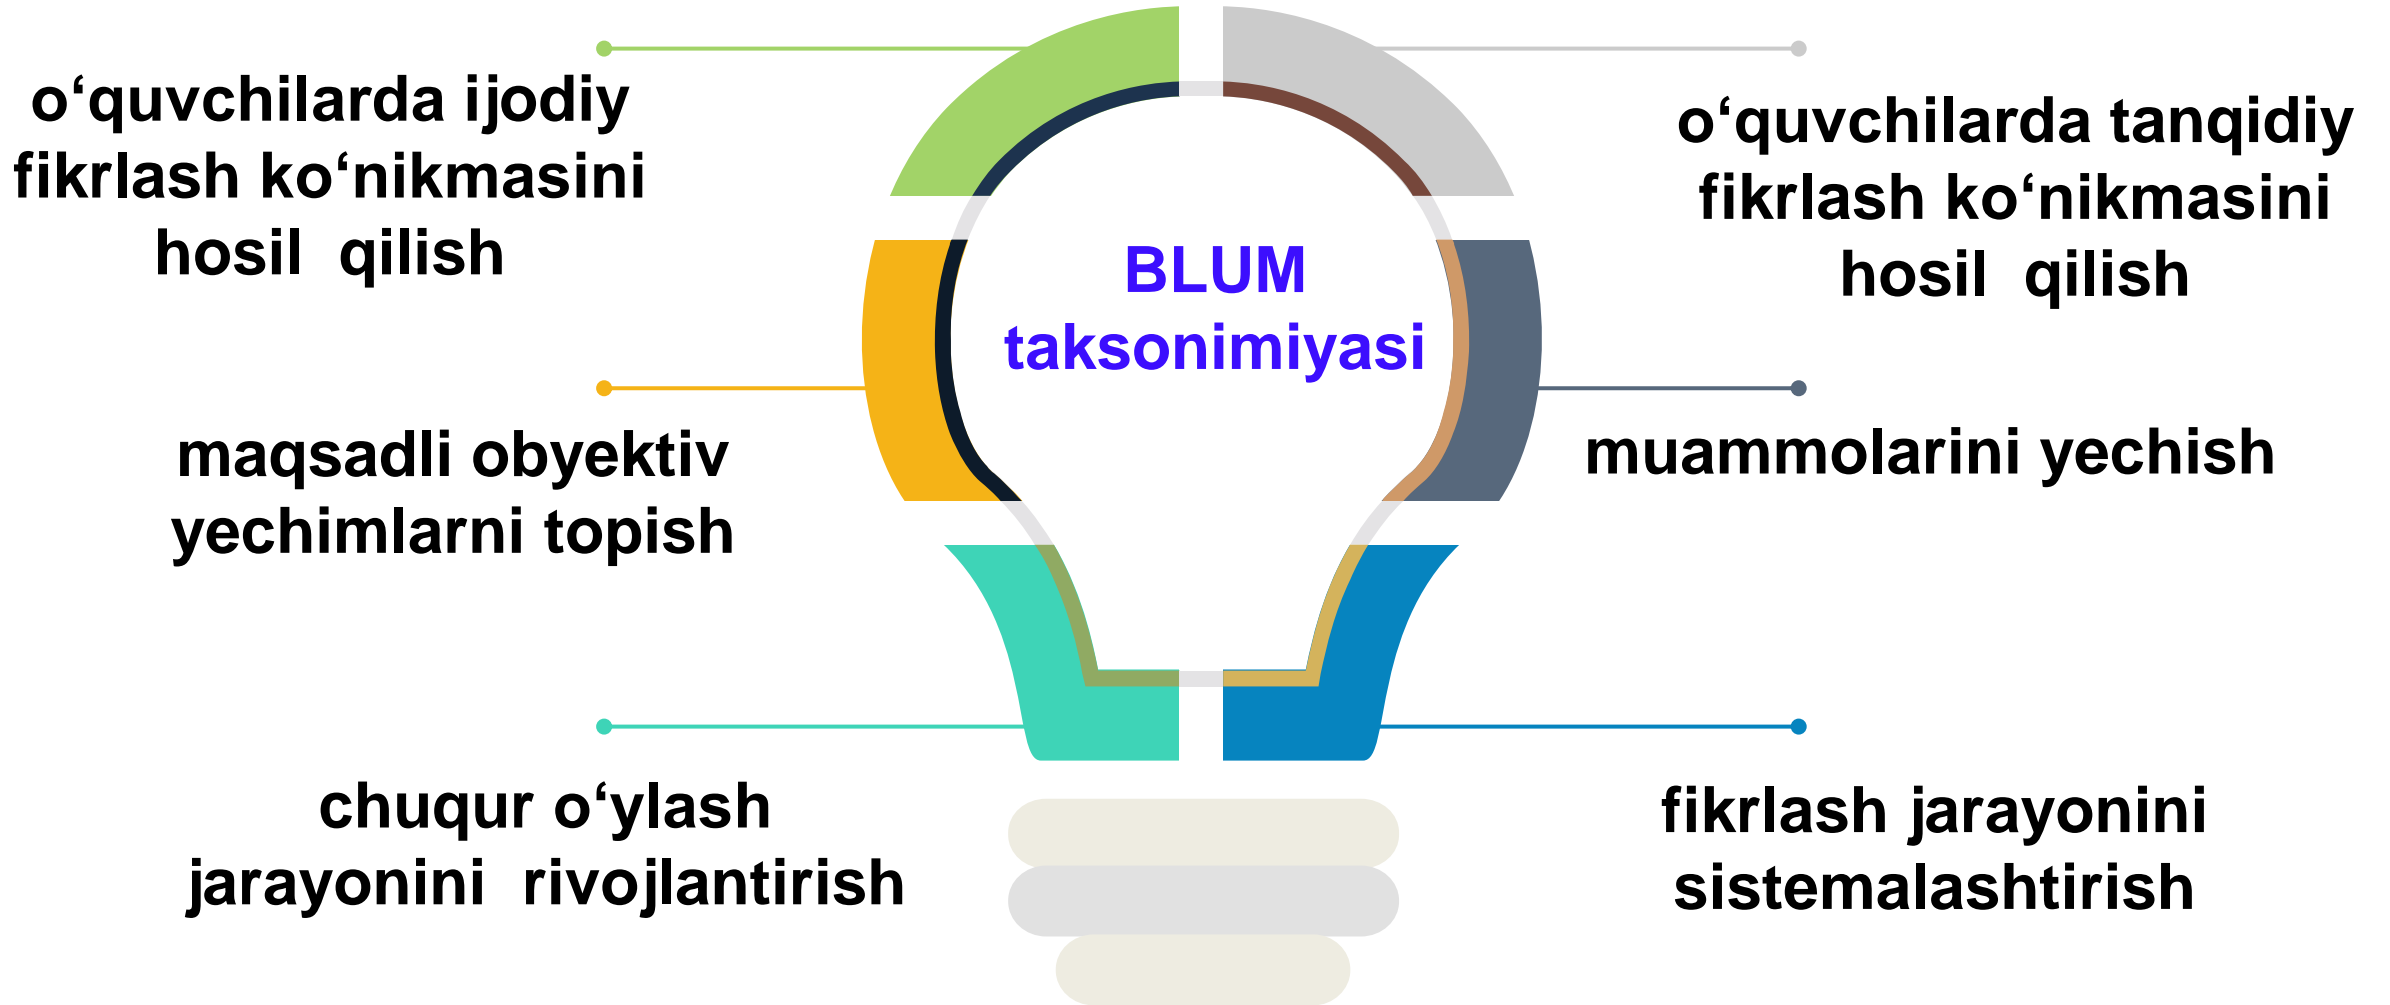 o‘quvchilarda ijodiy
fikrlash ko‘nikmasini
hosil qilish
o‘quvchilarda tanqidiy
fikrlash ko‘nikmasini
hosil qilish
BLUM
taksonimiyasi
maqsadli obyektiv
yechimlarni topish
muammolarini yechish
chuqur o‘ylash
jarayonini rivojlantirish
fikrlash jarayonini
sistemalashtirish